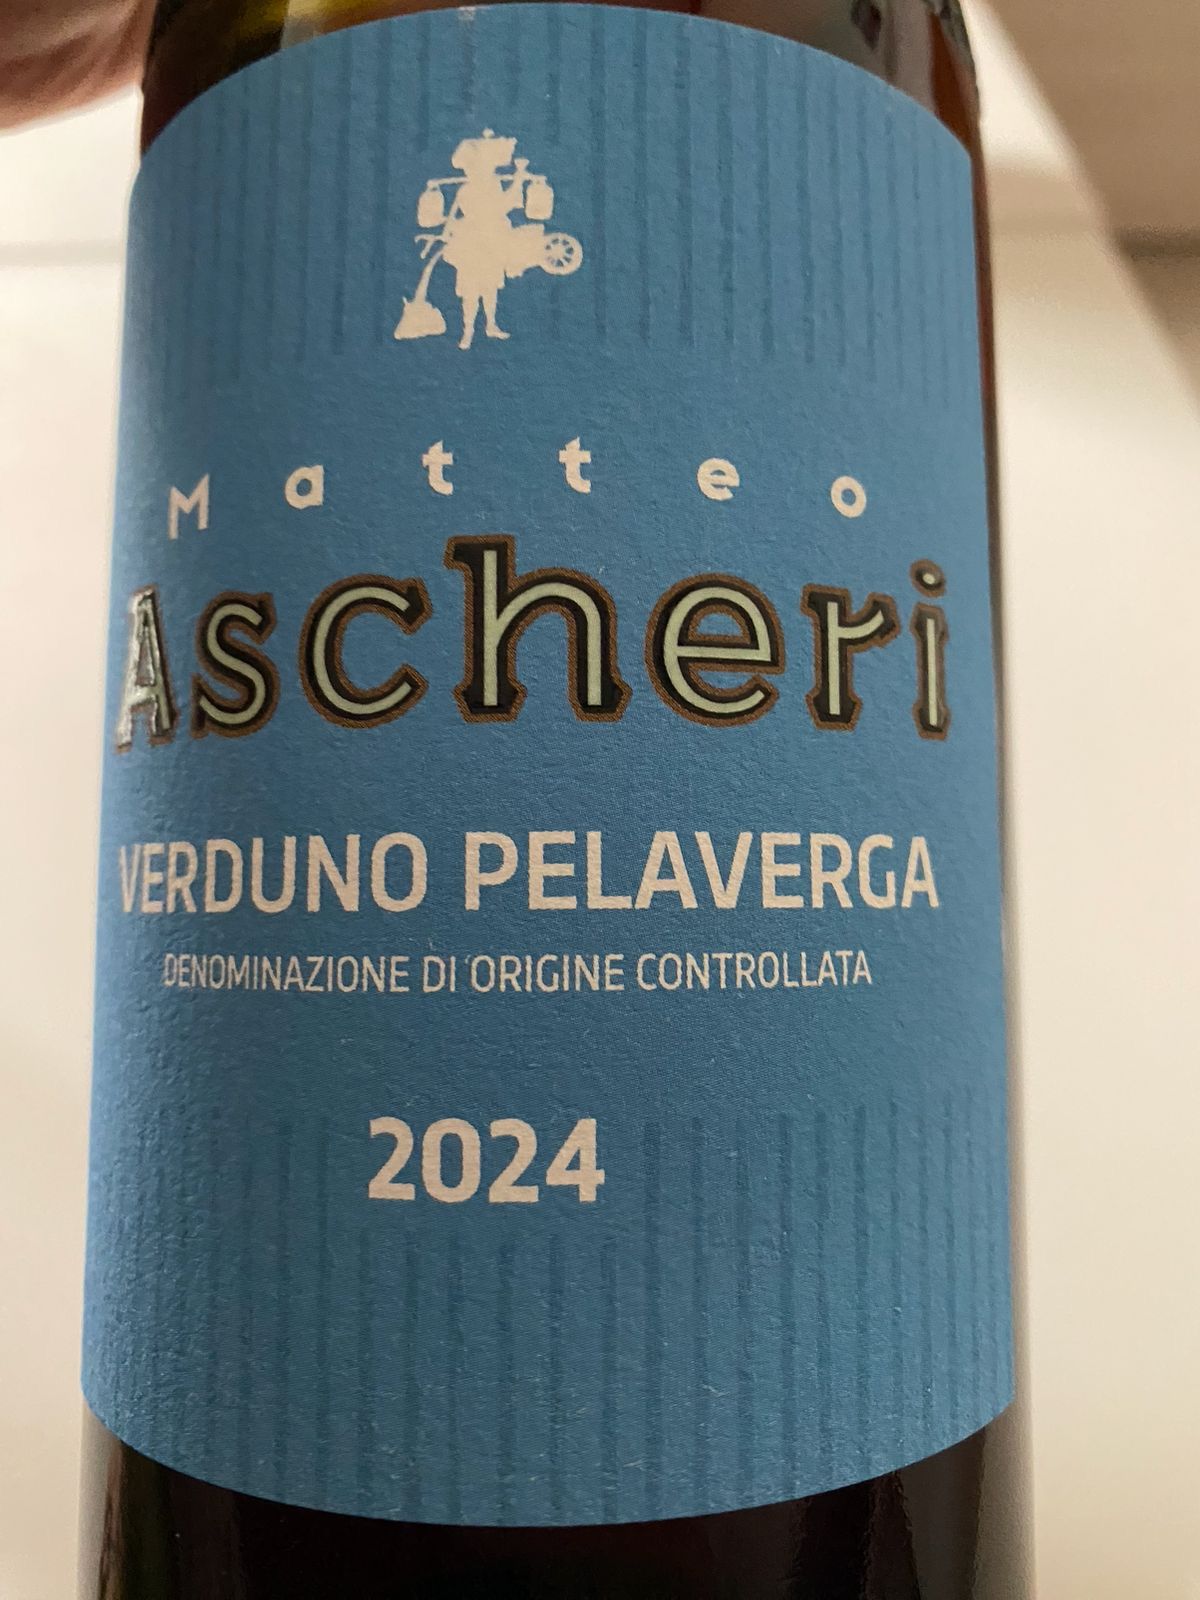 Matteo
Ascheri
VERDUNO PELAVERGA
DENOMINAZIONE DI ORIGINE CONTROLLATA
2024